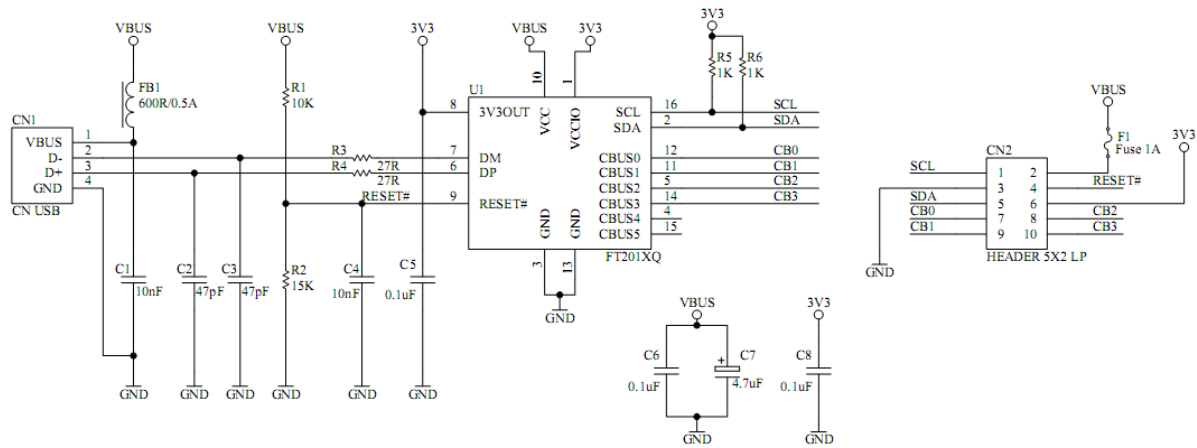 VBUS
FB1
600R/0.5A
CN1
VBUS 1
D- 2
D+ 3
GND 4
CN USB
C1
10nF
C2
47pF
C3
47pF
GND
GND
GND
VBUS
R1
10K
R3
27R
R4
27R
RESET#
R2
15K
GND
C4
10nF
GND
3V3
C5
0.1uF
GND
VBUS
3V3
10
1
U1
8 3V3OUT
VCC
VCCIO
7 DM
6 DP
9 RESET#
GND
GND
3
13
GND
SCL 16 SCL
SDA 2 SDA
CBUS0 12 CB0
CBUS1 11 CB1
CBUS2 5 CB2
CBUS3 14 CB3
CBUS4 4
CBUS5 15
FT201XQ
3V3
R5
1K
R6
1K
VBUS
C6
0.1uF
C7
+
4.7uF
GND
3V3
C8
0.1uF
GND
VBUS
F1
Fuse 1A
3V3
CN2
SCL 1 2
3 4 RESET#
SDA 5 6
CB0 7 8 CB2
CB1 9 10 CB3
HEADER 5X2 LP
GND